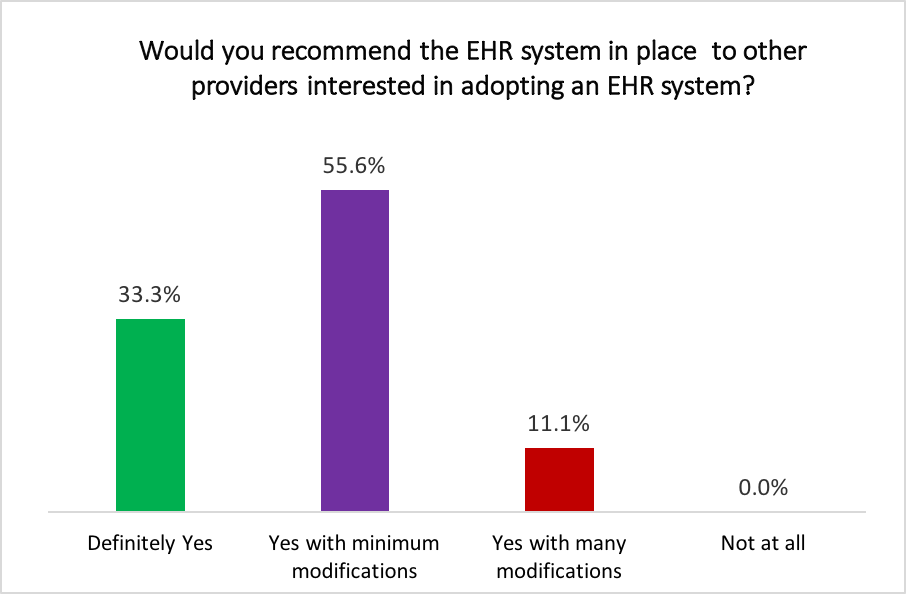 Would you recommend the EHR system in place  to other
providers interested in adopting an EHR system?
55.6%
33.3%
11.1%
0.0%
Definitely Yes
Yes with minimum
modifications
Yes with many
modifications
Not at all